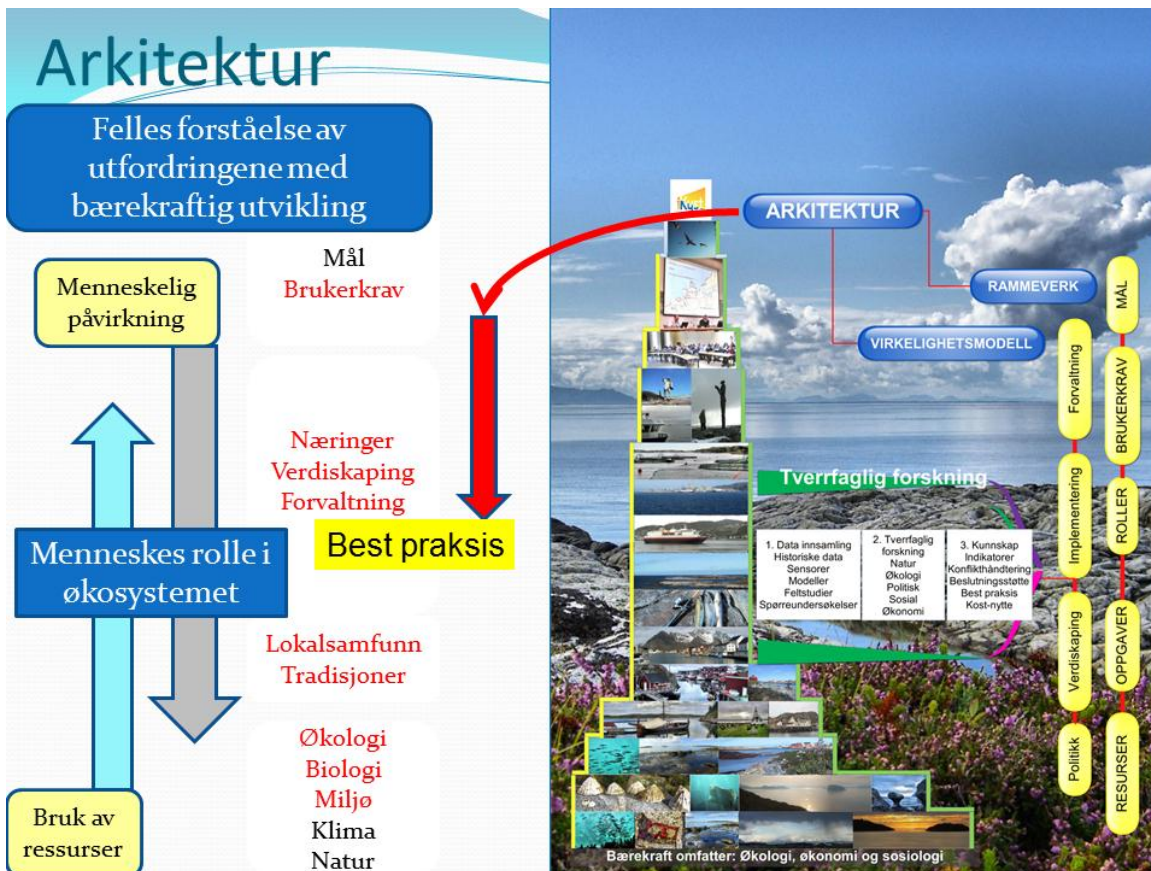 Arkitektur
Felles forståelse av
utfordringene med
bærekraftig utvikling
Mål
Brukerkrav
Menneskelig
påvirkning
Næringer
Verdiskaping
Forvaltning
Best praksis
Menneskes rolle i
økosystemet
Lokalsamfunn
Tradisjoner
Økologi
Biologi
Miljø
Klima
Natur
Bruk av
ressurser
ARKITEKTUR
RAMMEVERK
VIRKELIGHETSMODELL
Tverrfaglig forskning
1. Data innsamling
Historiske data
Sensorer
Modeller
Feltstudier
Spørreundersøkelser
2. Tverrfaglig
forskning
Natur
Økologi
Politisk
Sosial
Økonomi
3. Kunnskap
Indikatorer
Konflikthåndtering
Beslutningsstøtte
Best praksis
Kost-nytte
Forvaltning
Implementering
Verdiskaping
Politikk
MÅL
BRUKERKRAV
ROLLER
OPPGAVER
RESURSER
Bærekraft omfatter: Økologi, økonomi og sosiologi